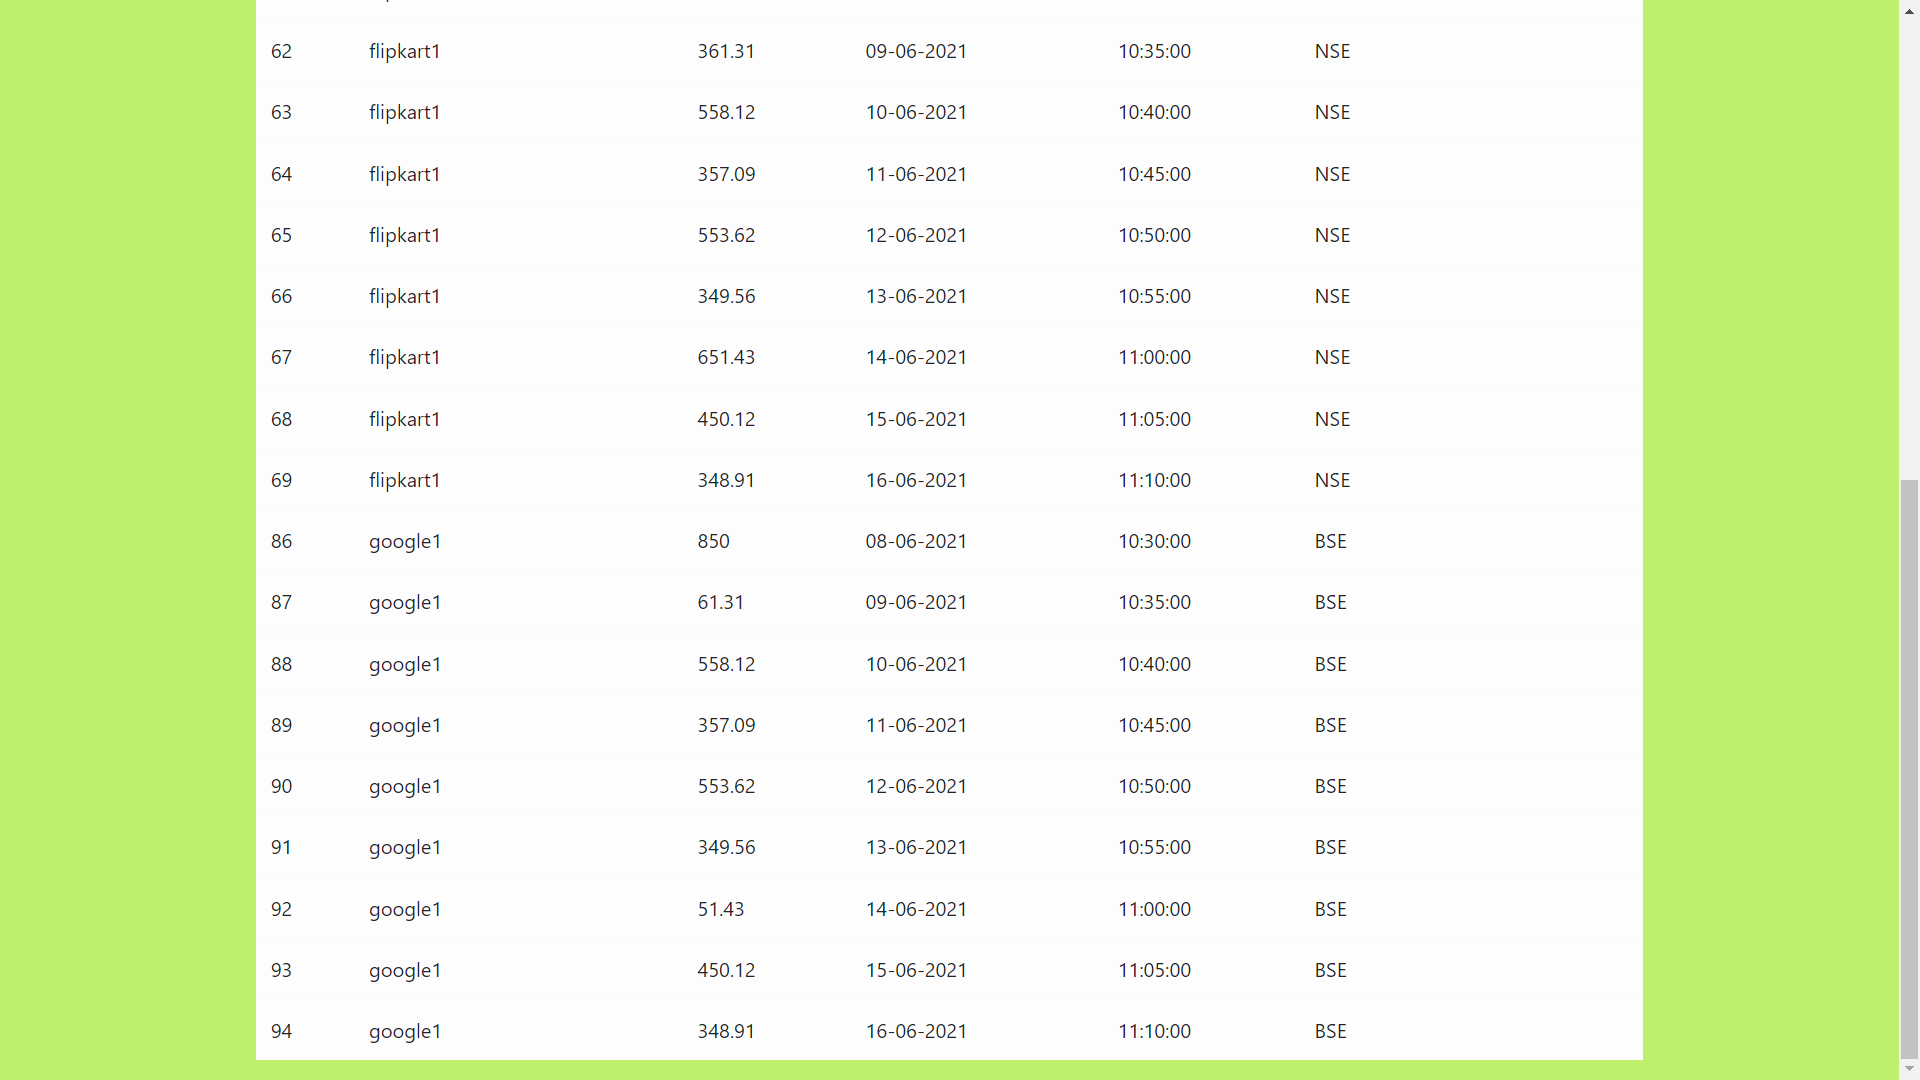 62 flipkart1 361.31 09-06-2021 10:35:00 NSE
63 flipkart1 558.12 10-06-2021 10:40:00 NSE
64 flipkart1 357.09 11-06-2021 10:45:00 NSE
65 flipkart1 553.62 12-06-2021 10:50:00 NSE
66 flipkart1 349.56 13-06-2021 10:55:00 NSE
67 flipkart1 651.43 14-06-2021 11:00:00 NSE
68 flipkart1 450.12 15-06-2021 11:05:00 NSE
69 flipkart1 348.91 16-06-2021 11:10:00 NSE
86 google1 850 08-06-2021 10:30:00 BSE
87 google1 61.31 09-06-2021 10:35:00 BSE
88 google1 558.12 10-06-2021 10:40:00 BSE
89 google1 357.09 11-06-2021 10:45:00 BSE
90 google1 553.62 12-06-2021 10:50:00 BSE
91 google1 349.56 13-06-2021 10:55:00 BSE
92 google1 51.43 14-06-2021 11:00:00 BSE
93 google1 450.12 15-06-2021 11:05:00 BSE
94 google1 348.91 16-06-2021 11:10:00 BSE